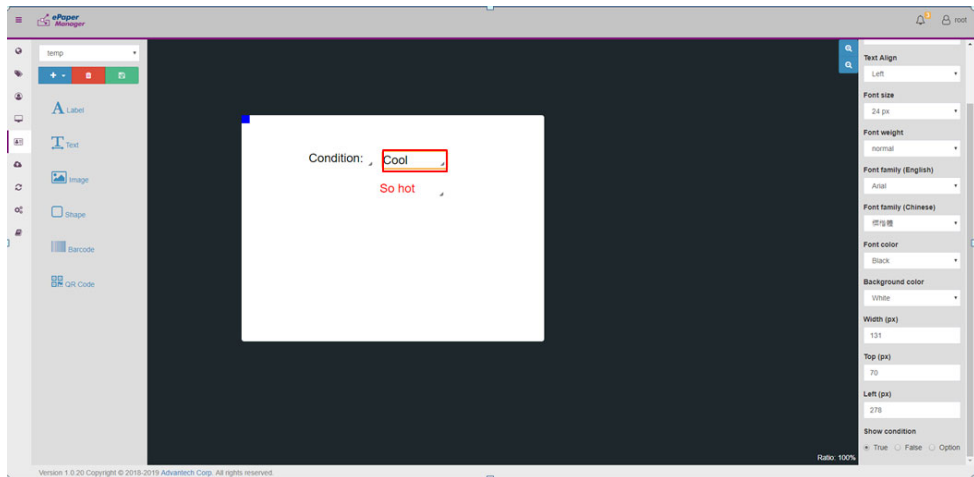 ePaper
Manager
2
root
temp
Label
Text
Image
Shape
Barcode
QR Code
Condition:
Cool
So hot
Ratio: 100%
Text Align
Left
Font size
24 px
Font weight
normal
Font family (English)
Arial
Font family (Chinese)
Font color
Black
Background color
White
Width (px)
131
Top (px)
70
Left (px)
278
Show condition
True False Option
Version 1.0.20 Copyright © 2018-2019 Advantech Corp. All rights reserved.